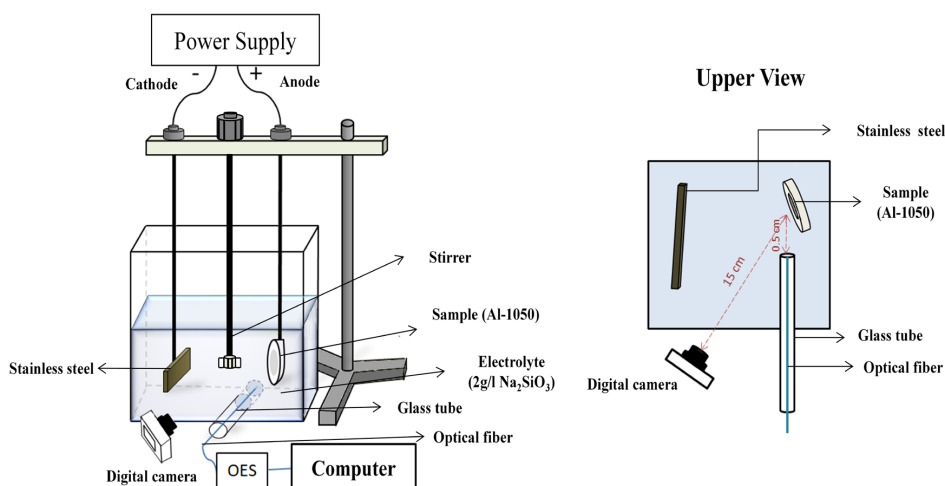 Power Supply
Cathode
-
+
Anode
Stirrer
Sample (Al-1050)
Stainless steel
Electrolyte
(2g/l Na₂SiO₃)
Glass tube
Optical fiber
Digital camera
OES
Computer
Upper View
Stainless steel
Sample
(Al-1050)
0.5 cm
15 cm
Glass tube
Optical fiber
Digital camera